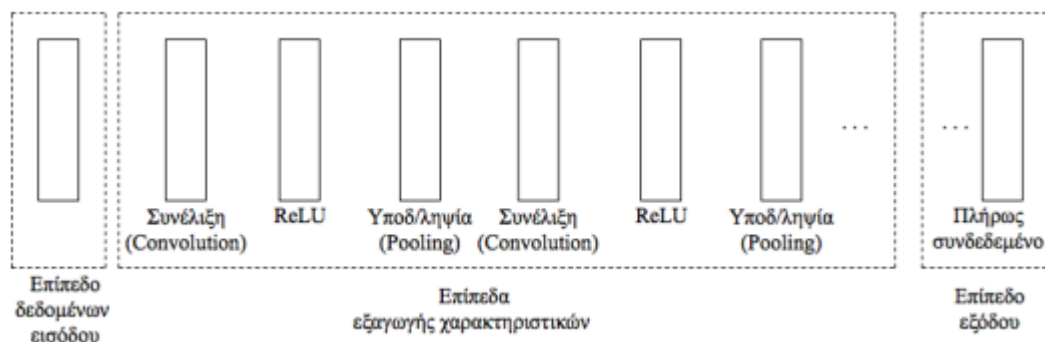 ... ...
Συνέλιξη ReLU Υποδ/ληψία Συνέλιξη ReLU Υποδ/ληψία Πλήρως
(Convolution) (Pooling) (Convolution) (Pooling) συνδεδεμένο
Επίπεδο
δεδομένων
εισόδου
Επίπεδα
εξαγωγής χαρακτηριστικών
Επίπεδο
εξόδου